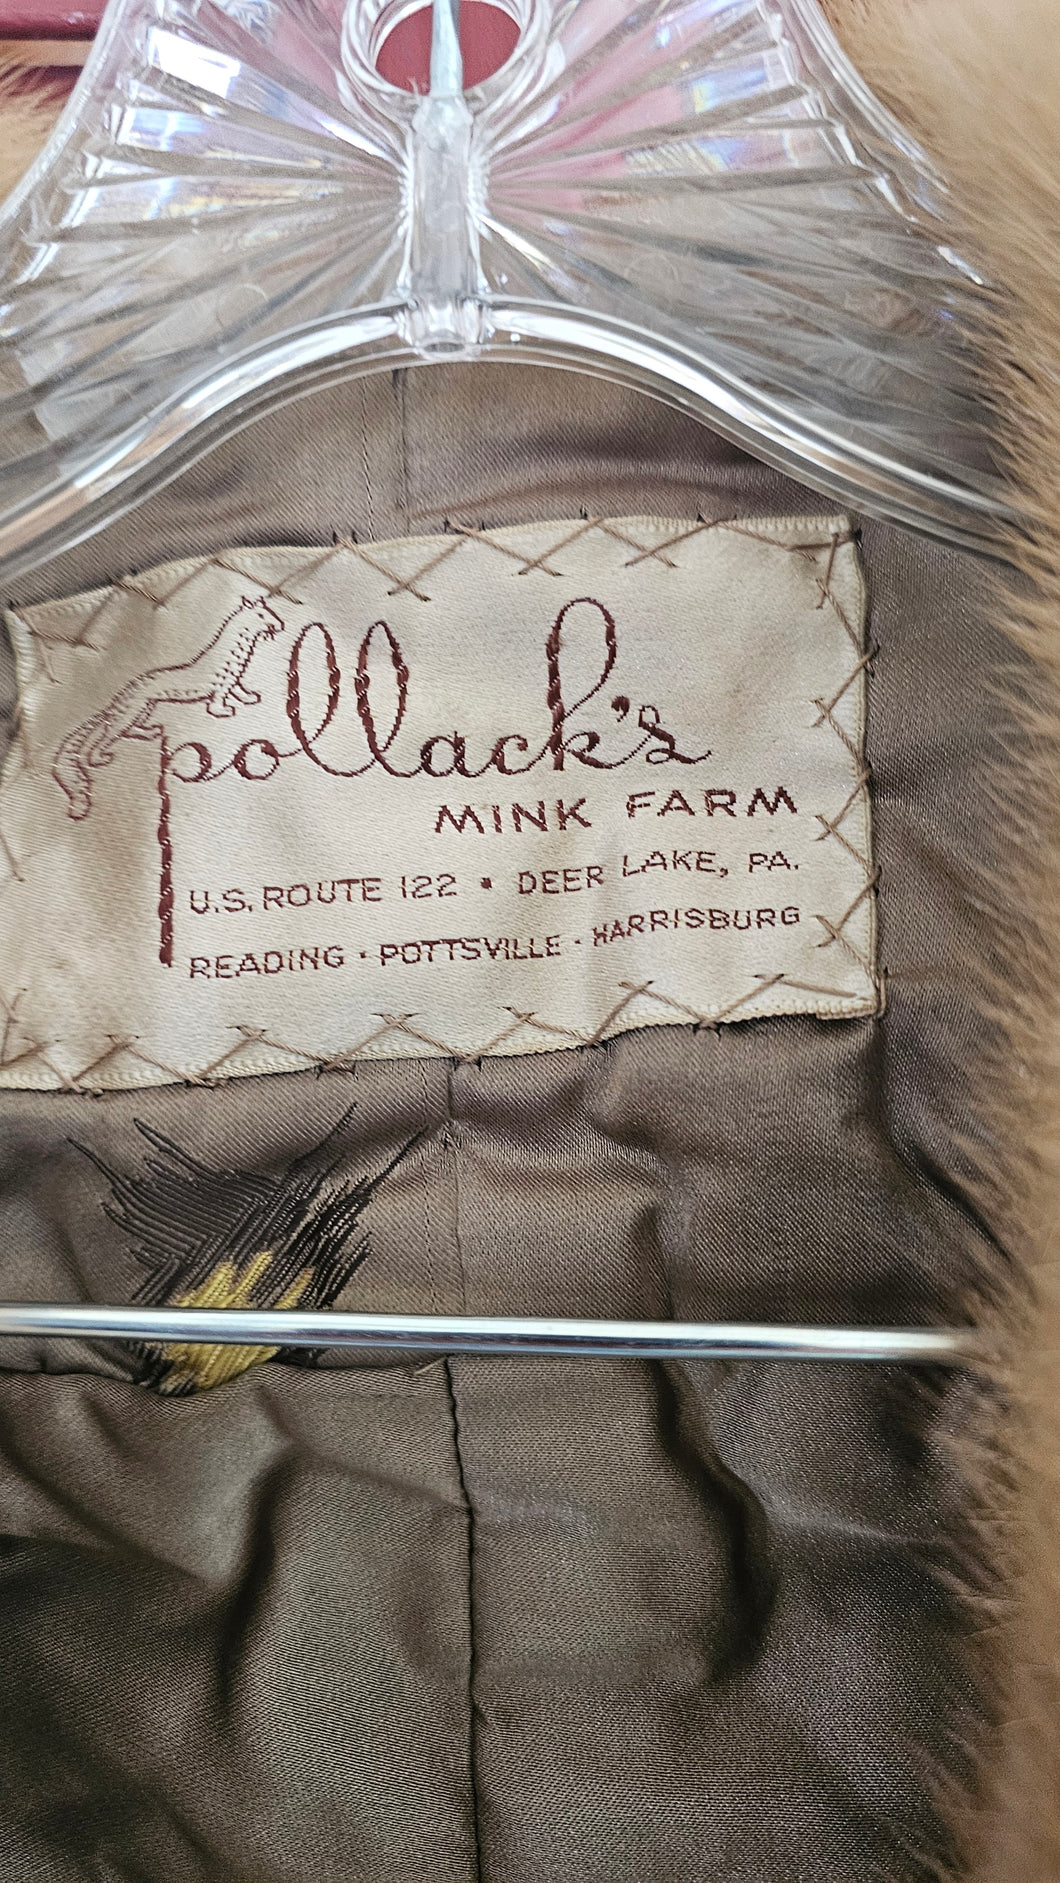 pollack's
MINK FARM
U.S. ROUTE 122 • DEER LAKE, PA.
READING · POTTSVILLE · HARRISBURG